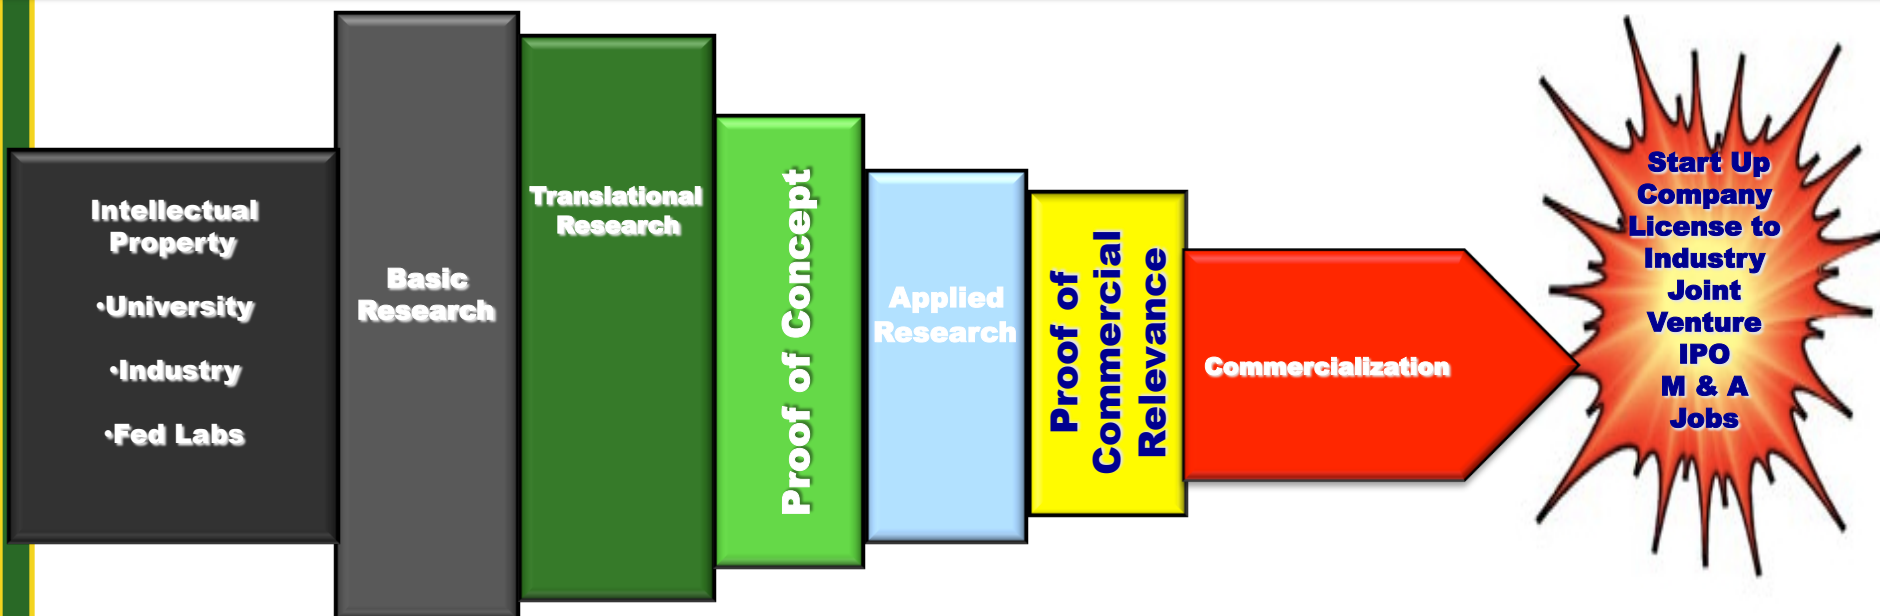 Intellectual
Property
•University
•Industry
•Fed Labs
Basic
Research
Translational
Research
Proof of Concept
Applied
Research
Proof of
Commercial
Relevance
Commercialization
Start Up
Company
License to
Industry
Joint
Venture
IPO
M & A
Jobs